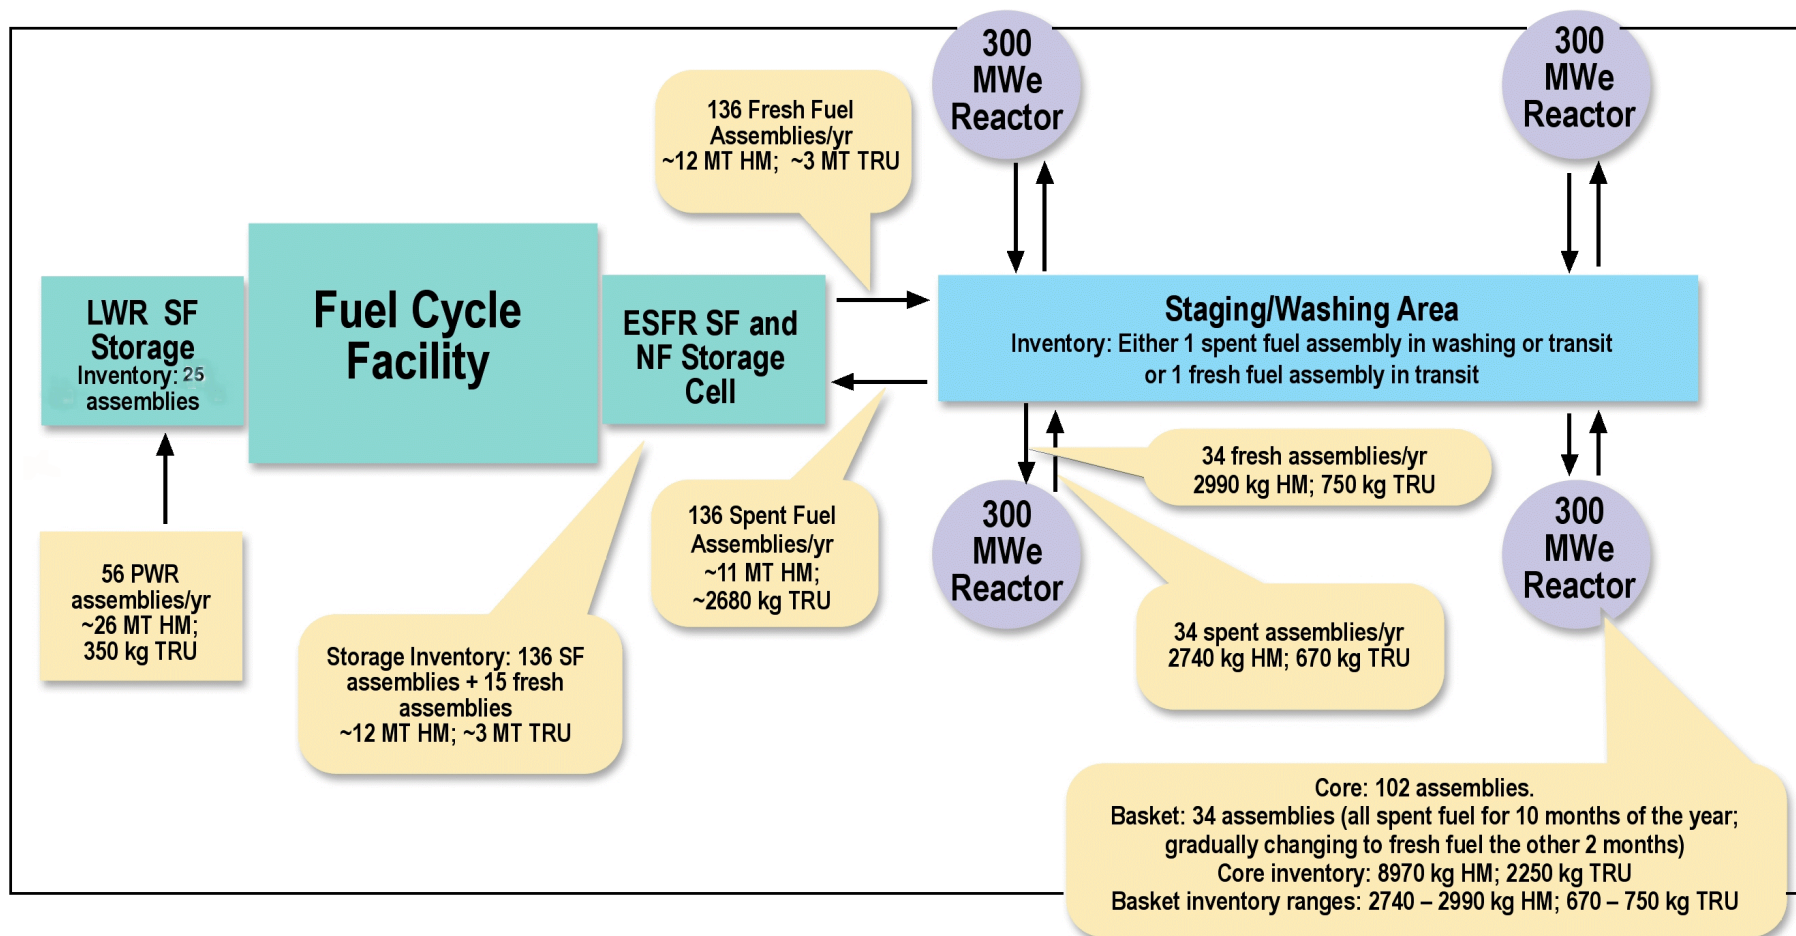 300
MWe
Reactor
300
MWe
Reactor
136 Fresh Fuel
Assemblies/yr
~12 MT HM; ~3 MT TRU
LWR SF
Storage
Inventory: 25
assemblies
Fuel Cycle
Facility
ESFR SF and
NF Storage
Cell
Staging/Washing Area
Inventory: Either 1 spent fuel assembly in washing or transit
or 1 fresh fuel assembly in transit
34 fresh assemblies/yr
2990 kg HM; 750 kg TRU
56 PWR
assemblies/yr
~26 MT HM;
350 kg TRU
136 Spent Fuel
Assemblies/yr
~11 MT HM;
~2680 kg TRU
300
MWe
Reactor
300
MWe
Reactor
Storage Inventory: 136 SF
assemblies + 15 fresh
assemblies
~12 MT HM; ~3 MT TRU
34 spent assemblies/yr
2740 kg HM; 670 kg TRU
Core: 102 assemblies.
Basket: 34 assemblies (all spent fuel for 10 months of the year;
gradually changing to fresh fuel the other 2 months)
Core inventory: 8970 kg HM; 2250 kg TRU
Basket inventory ranges: 2740 – 2990 kg HM; 670 – 750 kg TRU